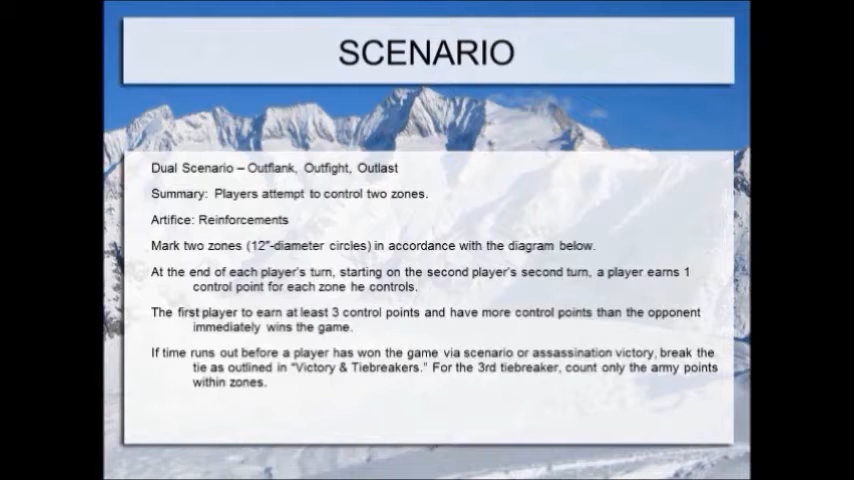 SCENARIO
Dual Scenario – Outflank, Outfight, Outlast
Summary: Players attempt to control two zones.
Artifice: Reinforcements
Mark two zones (12"-diameter circles) in accordance with the diagram below.
At the end of each player's turn, starting on the second player's second turn, a player earns 1
control point for each zone he controls.
The first player to earn at least 3 control points and have more control points than the opponent
immediately wins the game.
If time runs out before a player has won the game via scenario or assassination victory, break the
tie as outlined in "Victory & Tiebreakers." For the 3rd tiebreaker, count only the army points
within zones.